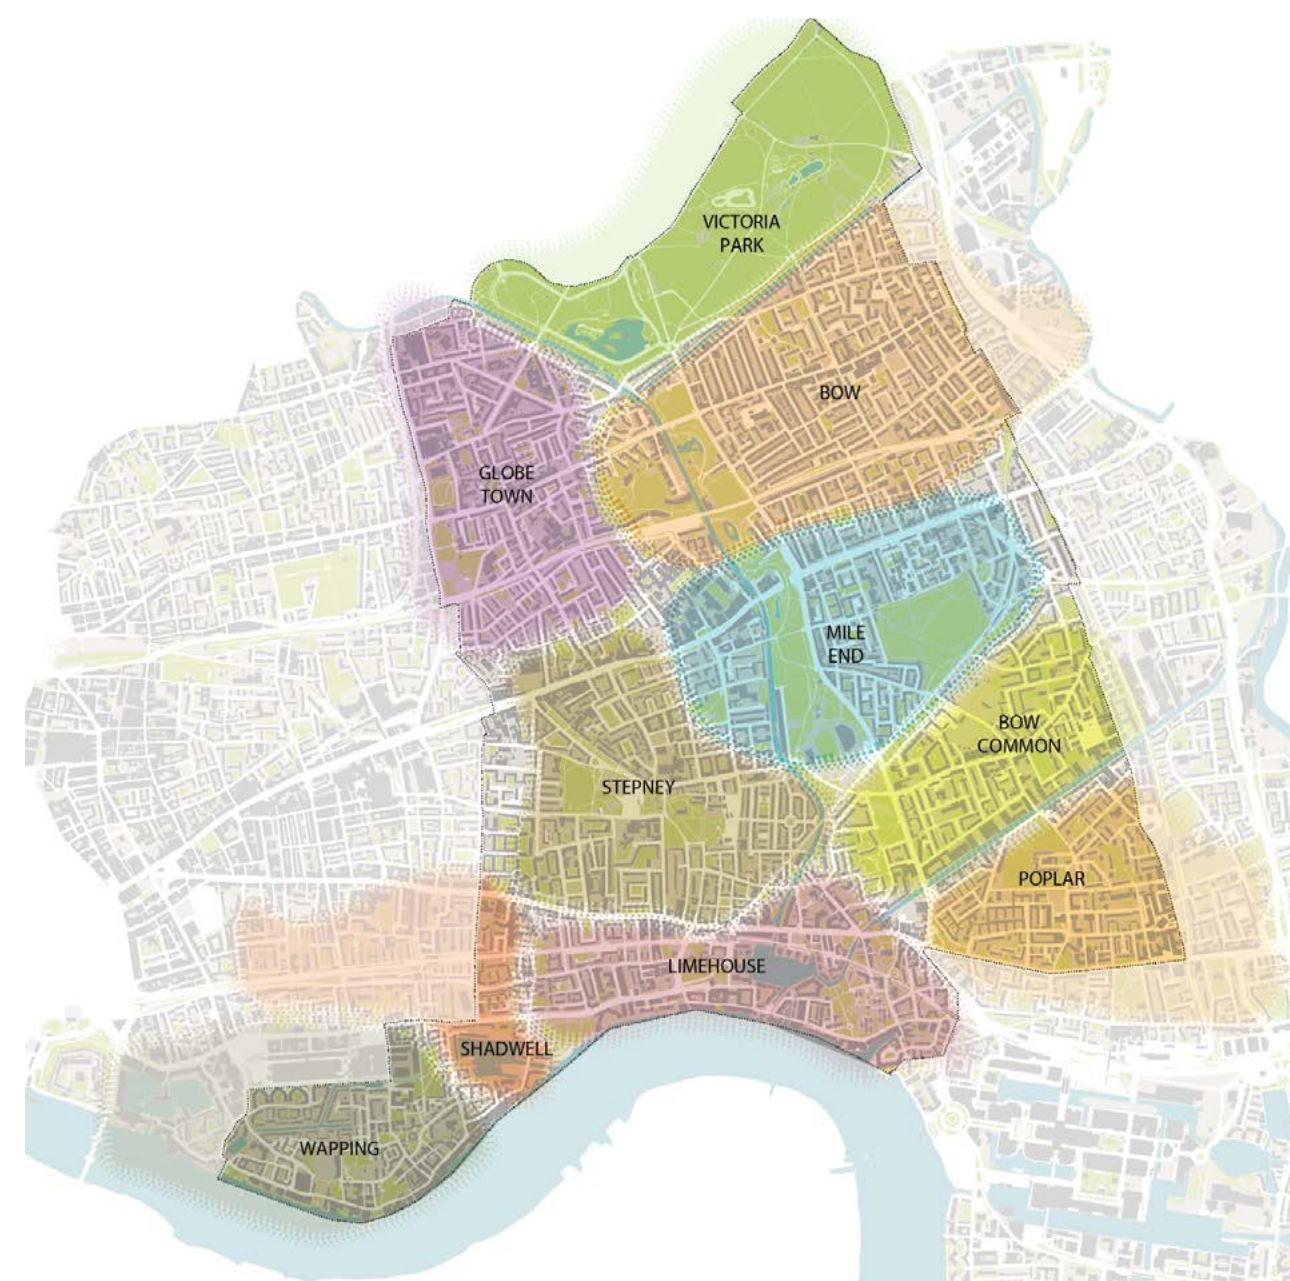 VICTORIA
PARK
BOW
GLOBE
TOWN
MILE
END
BOW
COMMON
STEPNEY
POPLAR
LIMEHOUSE
SHADWELL
WAPPING